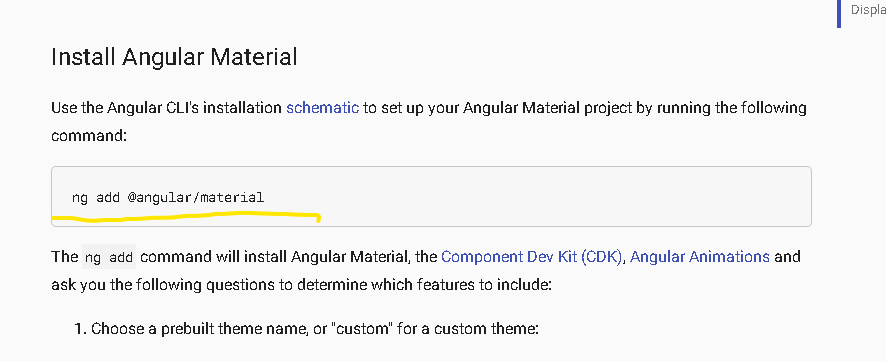 Displa
Install Angular Material
Use the Angular CLI's installation schematic to set up your Angular Material project by running the following
command:
ng add @angular/material
The ng add command will install Angular Material, the Component Dev Kit (CDK), Angular Animations and
ask you the following questions to determine which features to include:
1. Choose a prebuilt theme name, or "custom" for a custom theme: